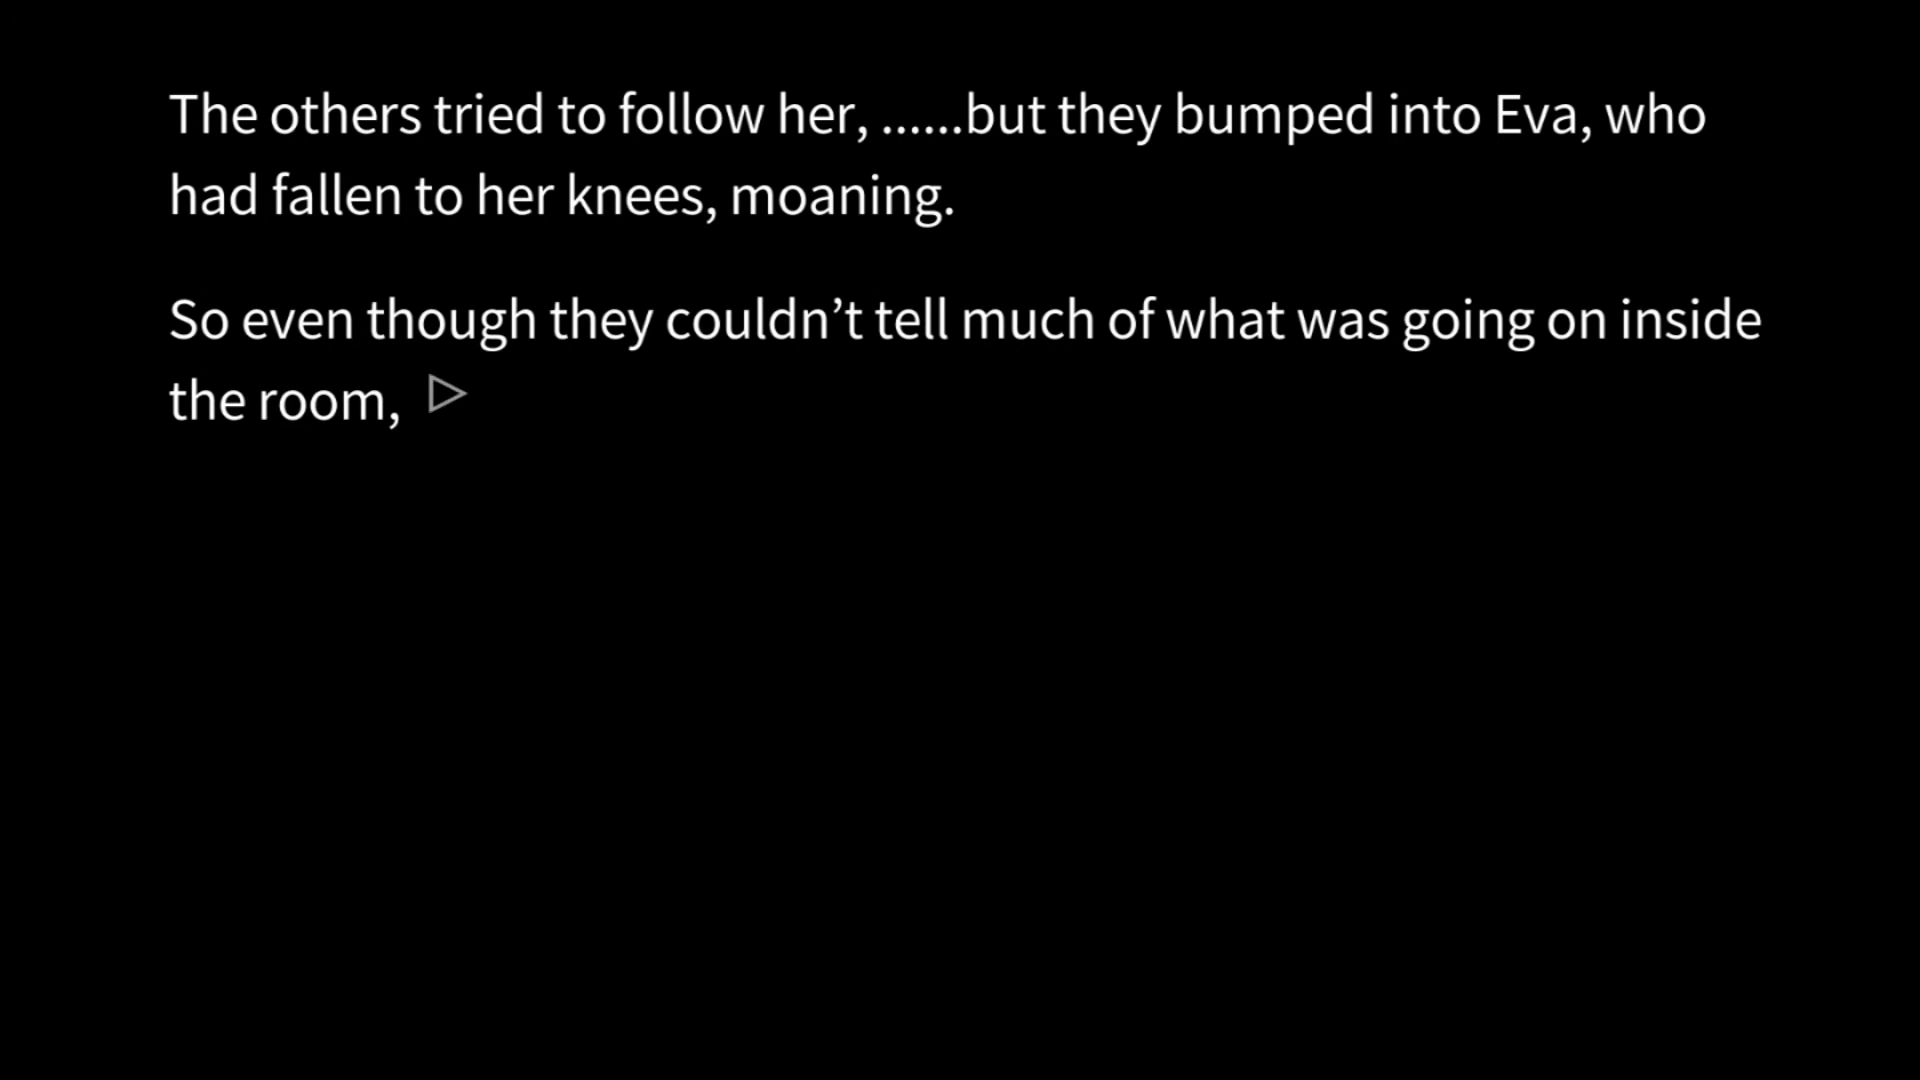 The others tried to follow her, ......but they bumped into Eva, who
had fallen to her knees, moaning.
So even though they couldn’t tell much of what was going on inside
the room,